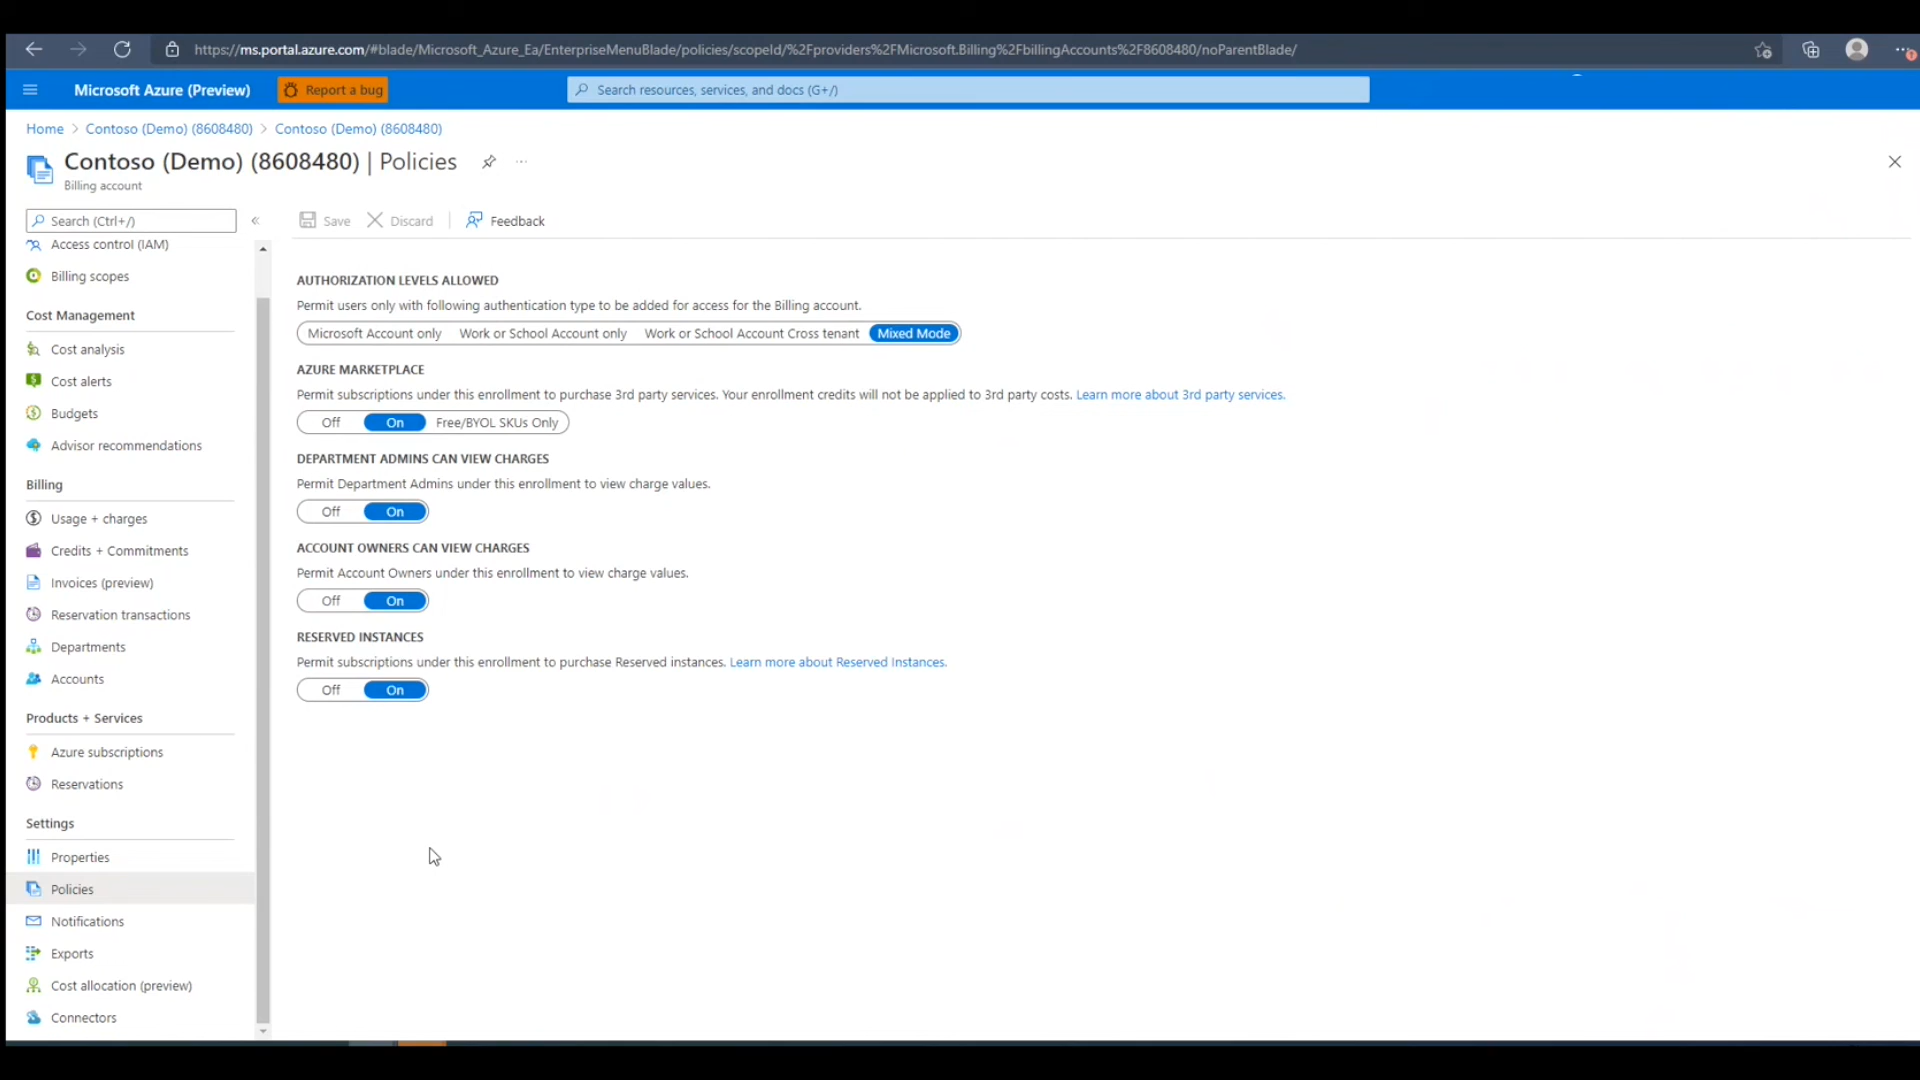 https://ms.portal.azure.com/#blade/Microsoft_Azure_Ea/EnterpriseMenuBlade/policies/scopeId/%2Fproviders%2FMicrosoft.Billing%2FbillingAccounts%2F8608480/noParentBlade/
Microsoft Azure (Preview)
Report a bug
Search resources, services, and docs (G+/)
Home > Contoso (Demo) (8608480) > Contoso (Demo) (8608480)
Contoso (Demo) (8608480) | Policies
Billing account
Search (Ctrl+/)
Access control (IAM)
Billing scopes
Cost Management
Cost analysis
Cost alerts
Budgets
Advisor recommendations
Billing
Usage + charges
Credits + Commitments
Invoices (preview)
Reservation transactions
Departments
Accounts
Products + Services
Azure subscriptions
Reservations
Settings
Properties
Policies
Notifications
Exports
Cost allocation (preview)
Connectors
Save Discard Feedback
AUTHORIZATION LEVELS ALLOWED
Permit users only with following authentication type to be added for access for the Billing account.
Microsoft Account only Work or School Account only Work or School Account Cross tenant Mixed Mode
AZURE MARKETPLACE
Permit subscriptions under this enrollment to purchase 3rd party services. Your enrollment credits will not be applied to 3rd party costs. Learn more about 3rd party services.
Off On Free/BYOL SKUs Only
DEPARTMENT ADMINS CAN VIEW CHARGES
Permit Department Admins under this enrollment to view charge values.
Off On
ACCOUNT OWNERS CAN VIEW CHARGES
Permit Account Owners under this enrollment to view charge values.
Off On
RESERVED INSTANCES
Permit subscriptions under this enrollment to purchase Reserved instances. Learn more about Reserved Instances.
Off On